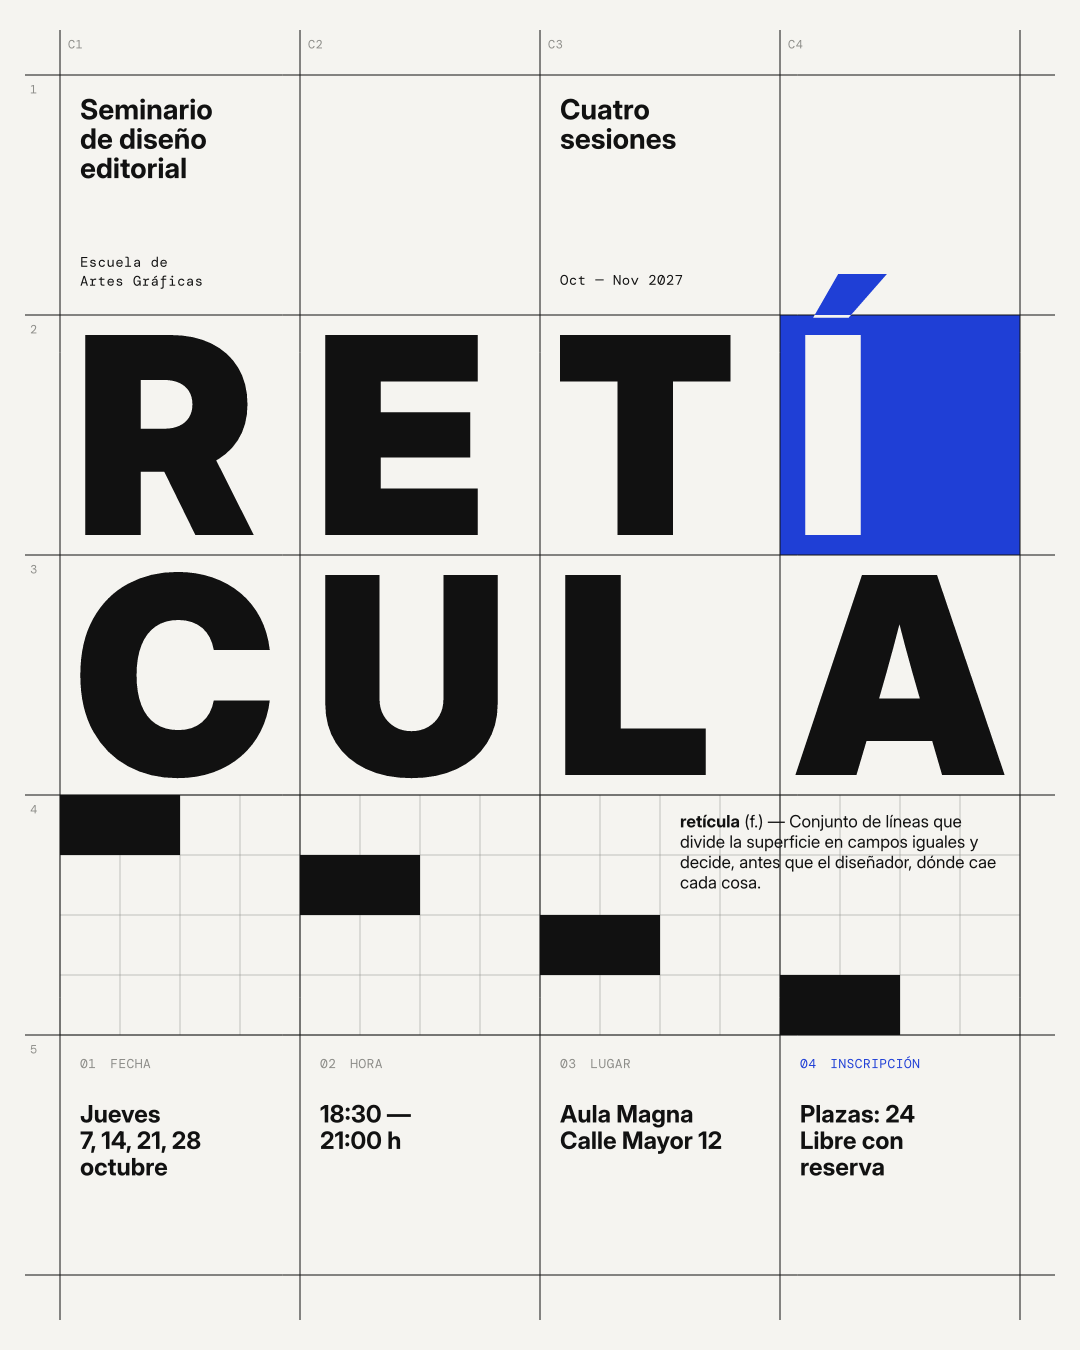 C1
C2
C3
C4
1
Seminario
de diseño
editorial
Cuatro
sesiones
Escuela de
Artes Gráficas
Oct — Nov 2027
2
RETÍ
3
CULA
4
retícula (f.) — Conjunto de líneas que
divide la superficie en campos iguales y
decide, antes que el diseñador, dónde cae
cada cosa.
5
01 FECHA
Jueves
7, 14, 21, 28
octubre
02 HORA
18:30 —
21:00 h
03 LUGAR
Aula Magna
Calle Mayor 12
04 INSCRIPCIÓN
Plazas: 24
Libre con
reserva